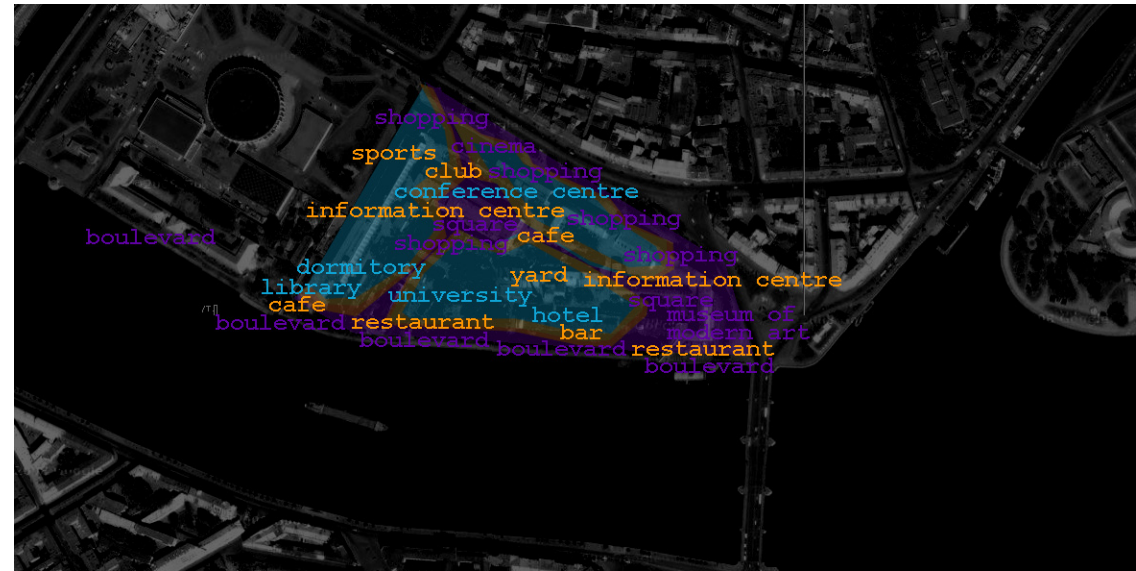 shopping
cinema
sports
club shopping
conference centre
information centre
shopping
square
cafe
boulevard
shopping
shopping
dormitory
yard information centre
library
university
cafe
square
hotel
museum of
modern art
boulevard restaurant
bar
boulevard
boulevard restaurant
boulevard